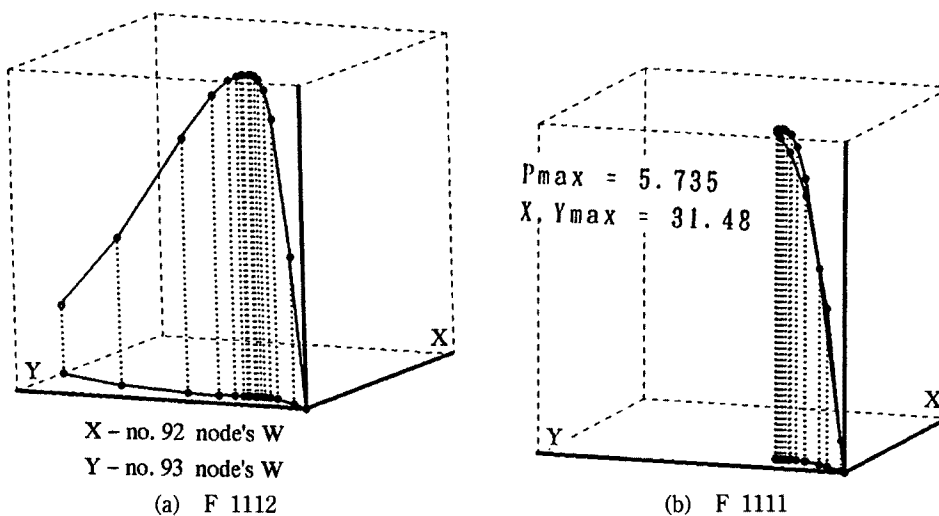 X
Y
X – no. 92 node's W
Y – no. 93 node's W
(a) F 1112
Pmax = 5.735
X, Ymax = 31.48
X
Y
(b) F 1111